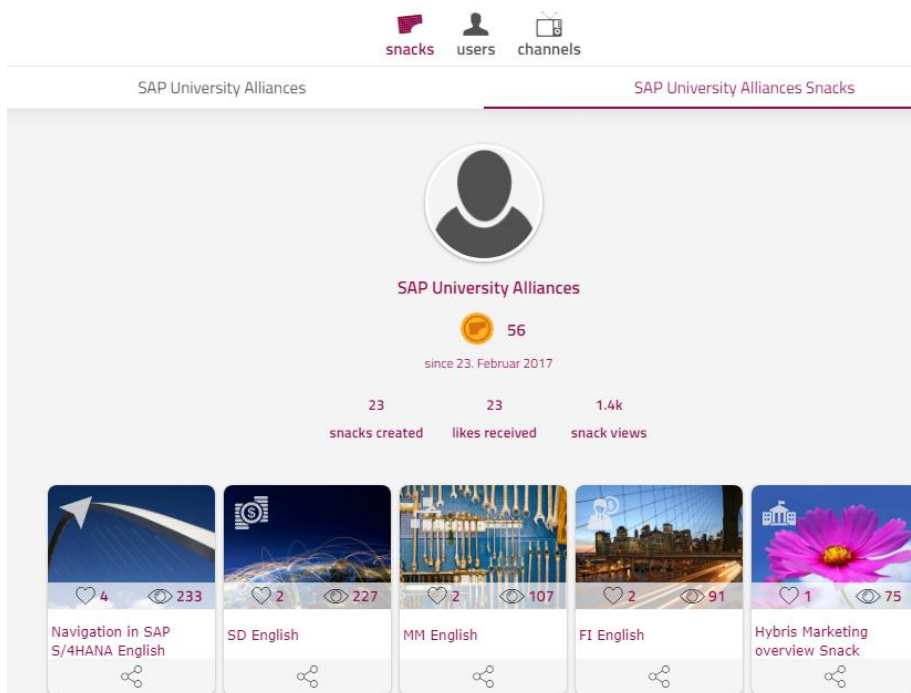 snacks users channels
SAP University Alliances SAP University Alliances Snacks
SAP University Alliances
56
since 23. Februar 2017
23 23 1.4k
snacks created likes received snack views
4 233 2 227 2 107 2 91 1 75
Navigation in SAP
S/4HANA English
SD English
MM English
FI English
Hybris Marketing
overview Snack